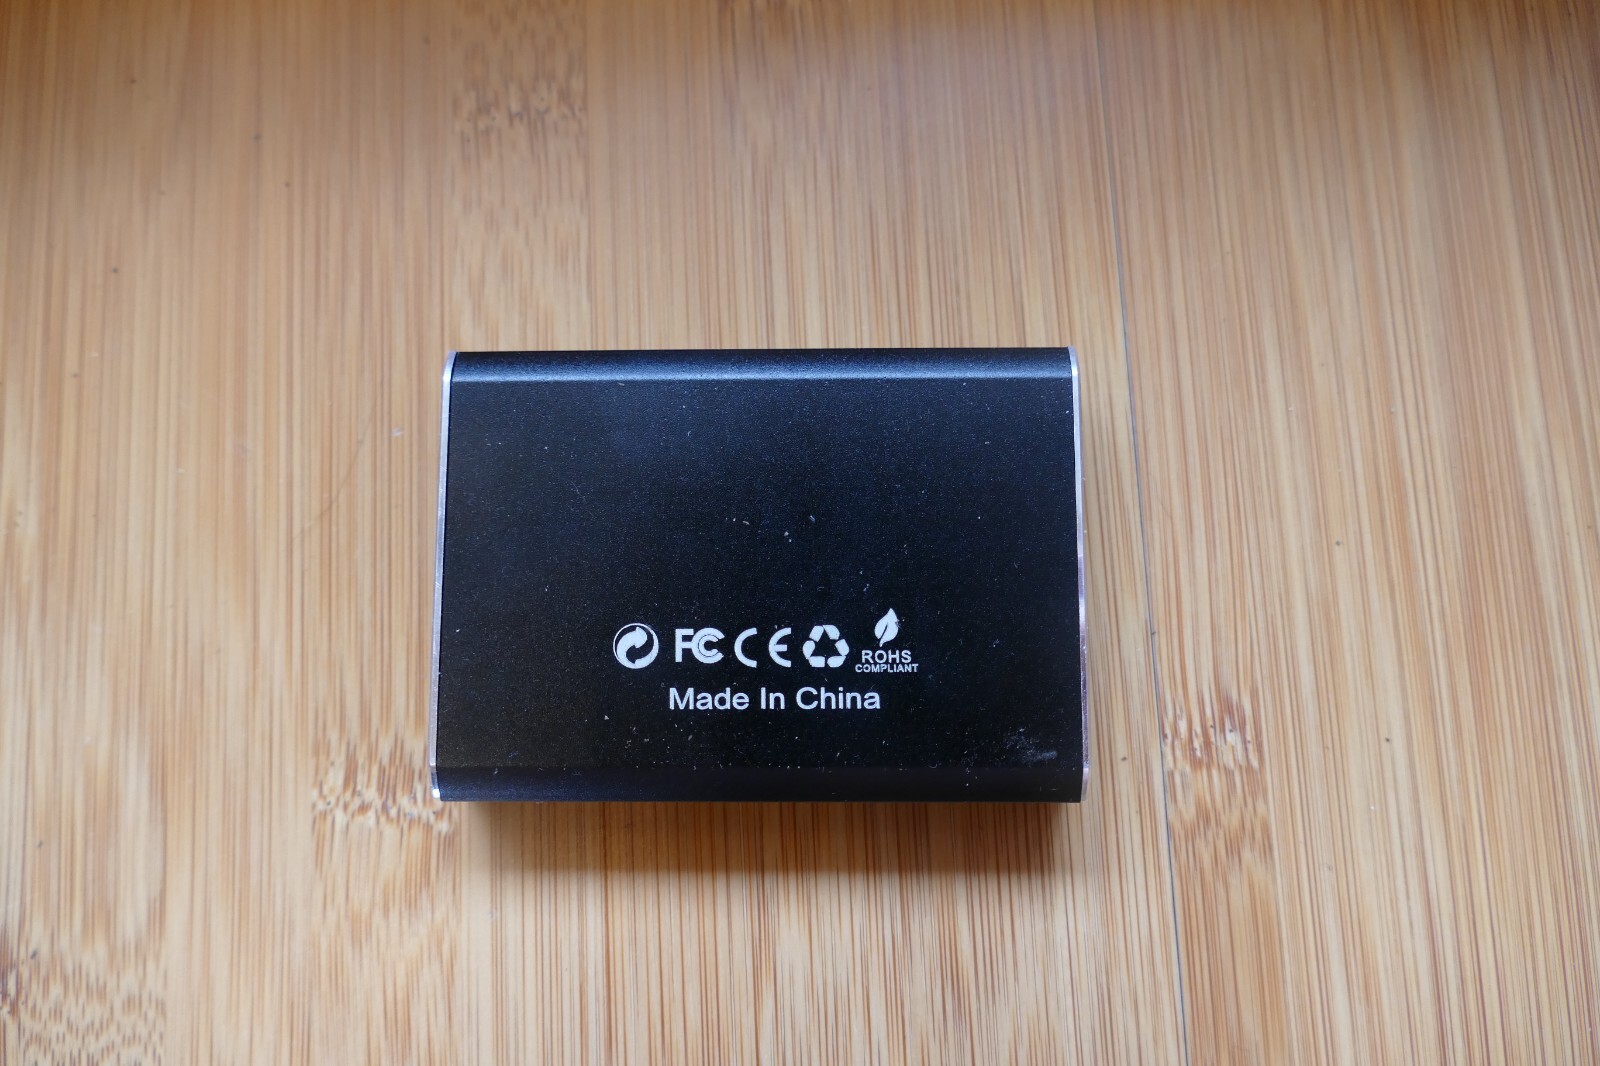 FC CE ROHS
COMPLIANT
Made In China